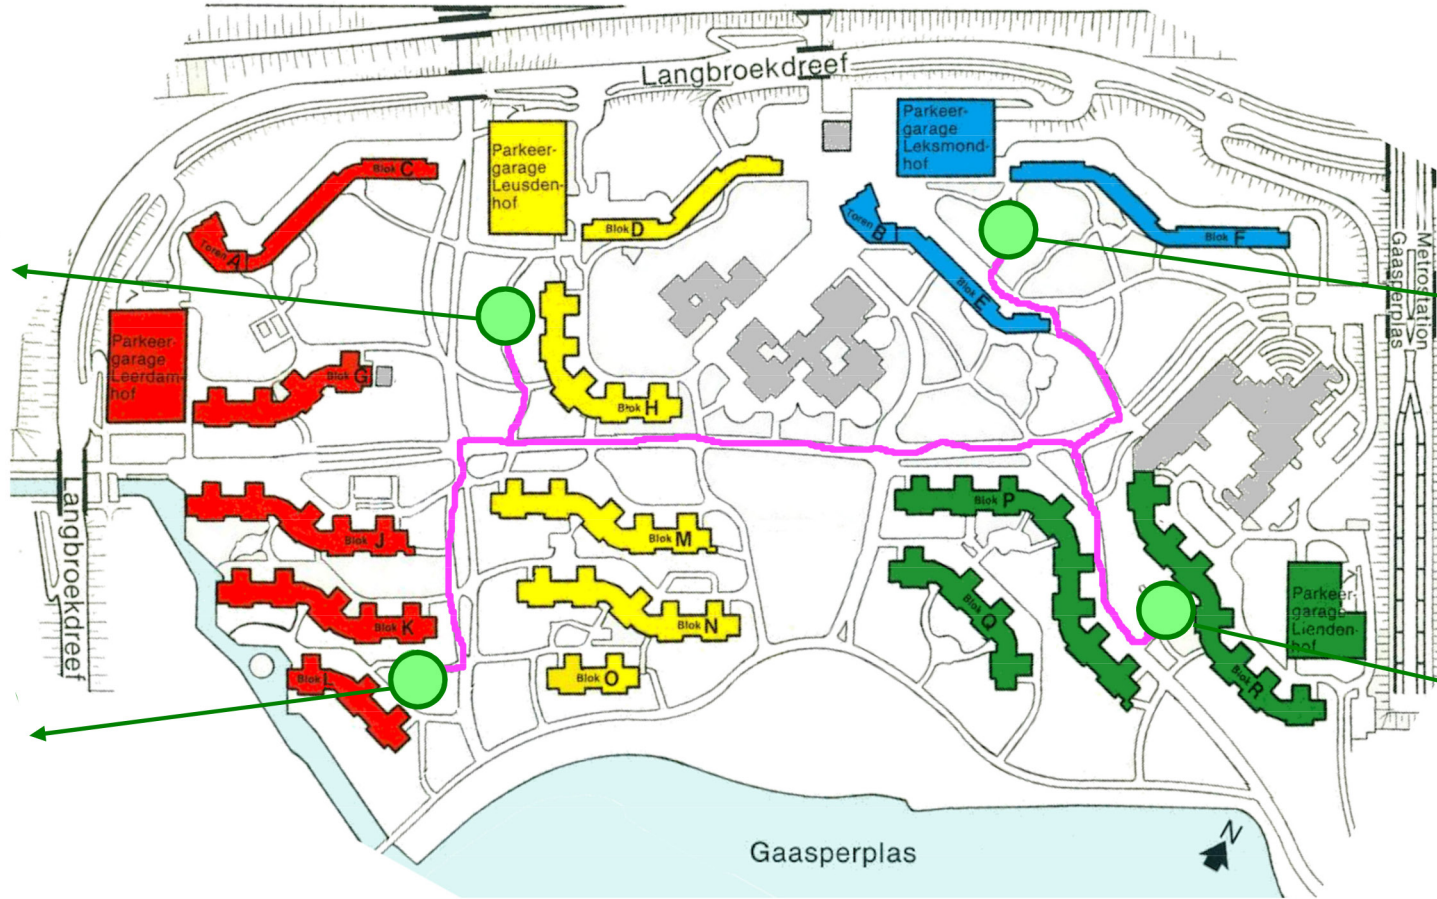 Langbroekdreef
Parkeer-
garage
Leksmond-
hof
Parkeer-
garage
Leusden-
hof
Blok C
Toren A
Blok D
Toren B
Blok E
Blok F
Metrostation
Gaasperplas
Parkeer-
garage
Leerdam-
hof
Blok G
Blok H
Langbroekdreef
Blok J
Blok M
Blok P
Blok K
Blok N
Blok Q
Parkeer-
garage
Lienden-
hof
Blok L
Blok O
Blok R
Gaasperplas
N